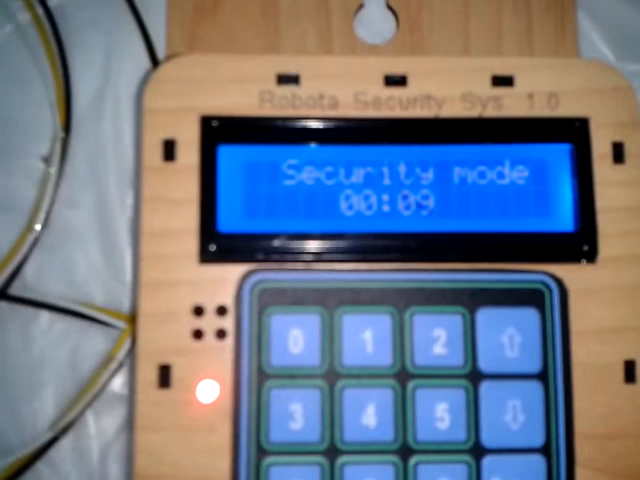 Robota Security Sys. 1.0
Security mode
00:09
0 1 2 ⇧
3 4 5 ⇩